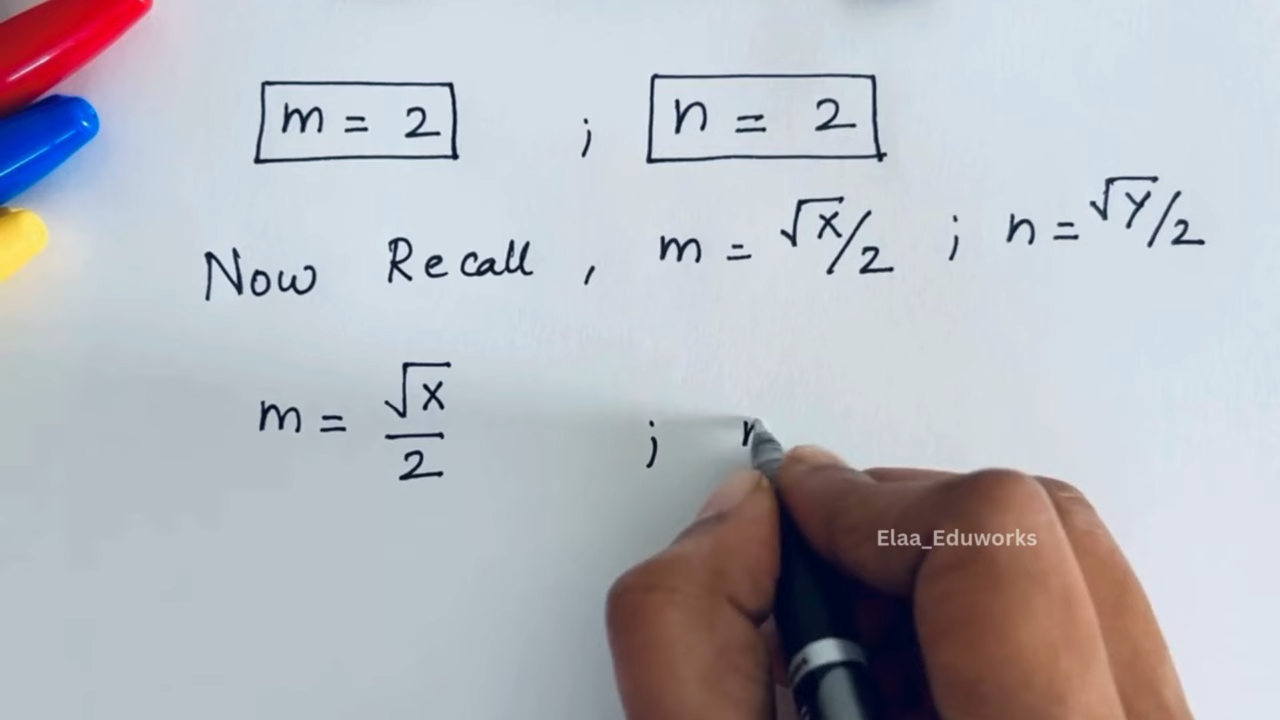 m = 2 ; n = 2
Now Recall , m = √x/2 ; n = √y/2
m = √x/2 ; n
Elaa_Eduworks